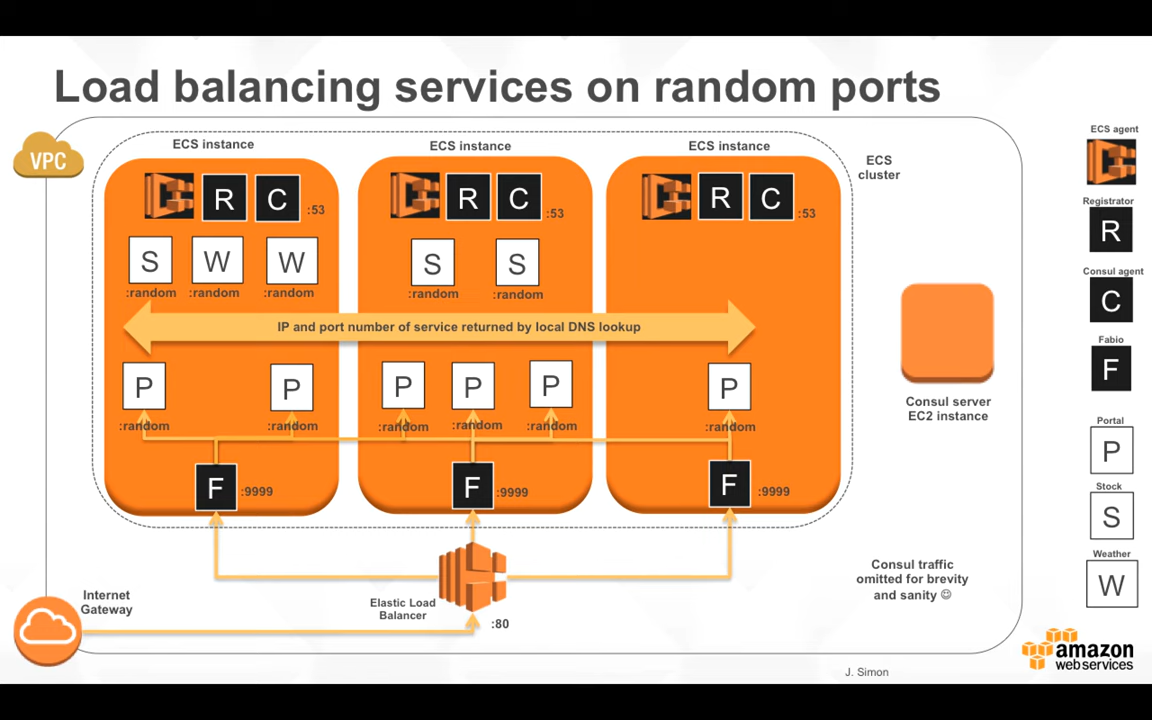 Load balancing services on random ports
VPC
ECS instance
ECS instance
ECS instance
ECS
cluster
R
C
:53
R
C
:53
R
C
:53
S
W
W
:random
:random
:random
S
S
:random
:random
IP and port number of service returned by local DNS lookup
P
P
P
P
P
P
:random
:random
:random
:random
:random
:random
F
:9999
F
:9999
F
:9999
Consul server
EC2 instance
Internet
Gateway
Elastic Load
Balancer
:80
Consul traffic
omitted for brevity
and sanity ☺
ECS agent
Registrator
R
Consul agent
C
Fabio
F
Portal
P
Stock
S
Weather
W
J. Simon
amazon
web services